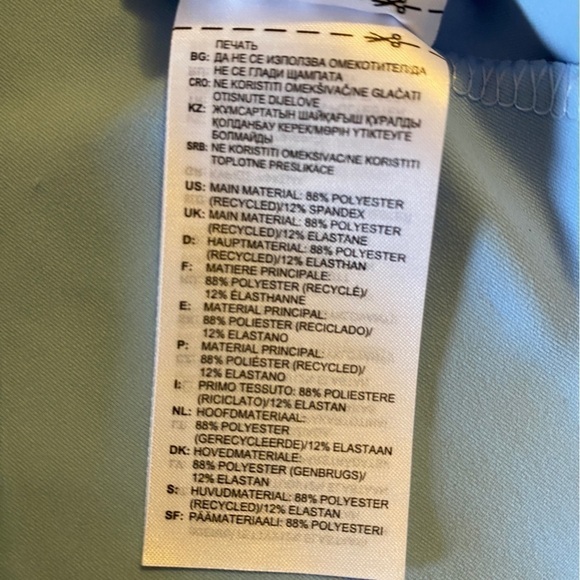 ПЕЧАТЬ
BG: ДА НЕ СЕ ИЗПОЛЗВА ОМЕКОТИТЕЛ/ДА
НЕ СЕ ГЛАДИ ЩАМПАТА
CRO: NE KORISTITI OMEKŠIVAČ/NE GLAČATI
OTISNUTE DIJELOVE
KZ: ЖҰМСАРТАТЫН ШАЙҚАҒЫШ ҚҰРАЛДЫ
ҚОЛДАНБАУ КЕРЕК/МӨРІН ҮТІКТЕУГЕ
БОЛМАЙДЫ
SRB: NE KORISTITI OMEKSIVAC/NE KORISTITI
TOPLOTNE PRESLIKACE
US: MAIN MATERIAL: 88% POLYESTER
(RECYCLED)/12% SPANDEX
UK: MAIN MATERIAL: 88% POLYESTER
(RECYCLED)/12% ELASTANE
D: HAUPTMATERIAL: 88% POLYESTER
(RECYCLED)/12% ELASTHAN
F: MATIERE PRINCIPALE:
88% POLYESTER (RECYCLÉ)/
12% ÉLASTHANNE
E: MATERIAL PRINCIPAL:
88% POLIESTER (RECICLADO)/
12% ELASTANO
P: MATERIAL PRINCIPAL:
88% POLIÉSTER (RECYCLED)/
12% ELASTANO
I: PRIMO TESSUTO: 88% POLIESTERE
(RICICLATO)/12% ELASTAN
NL: HOOFDMATERIAAL:
88% POLYESTER
(GERECYCLEERDE)/12% ELASTAAN
DK: HOVEDMATERIALE:
88% POLYESTER (GENBRUGS)/
12% ELASTAN
S: HUVUDMATERIAL: 88% POLYESTER
(RECYCLED)/12% ELASTAN
SF: PÄÄMATERIAALI: 88% POLYESTERI